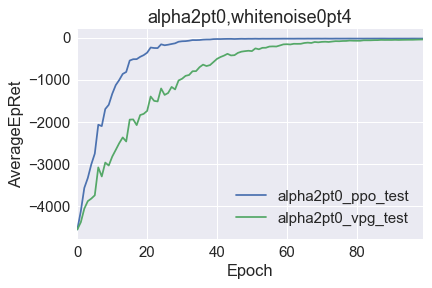 alpha2pt0,whitenoise0pt4
AverageEpRet
0
−1000
−2000
−3000
−4000
alpha2pt0_ppo_test
alpha2pt0_vpg_test
0 20 40 60 80
Epoch